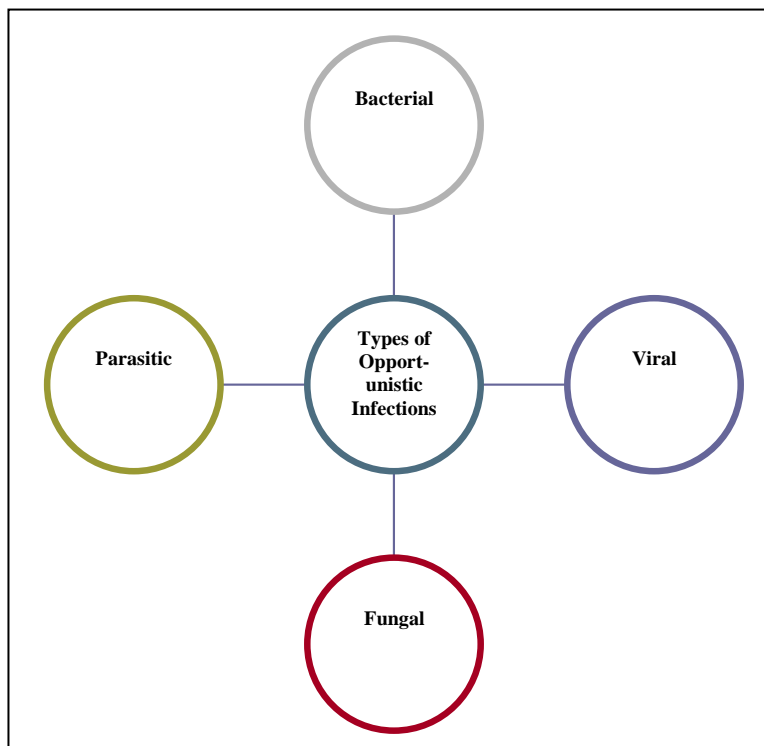 Bacterial
Parasitic
Types of
Opport-
unistic
Infections
Viral
Fungal